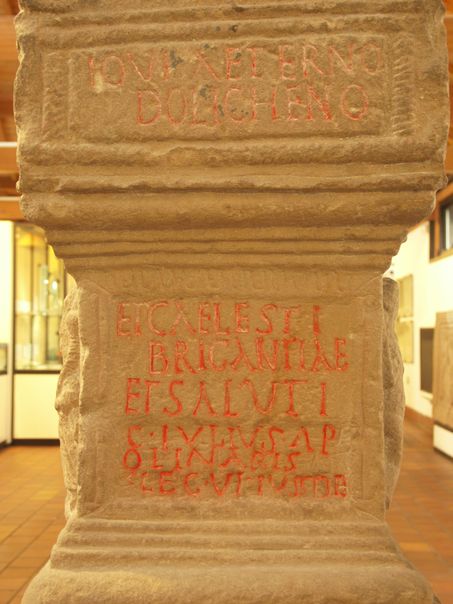 IOVI AETERNO
DOLICHENO
ET CAELESTI
BRIGANTIAE
ET SALVTI
IVLIVS AP
OLINARIS
LEG VI